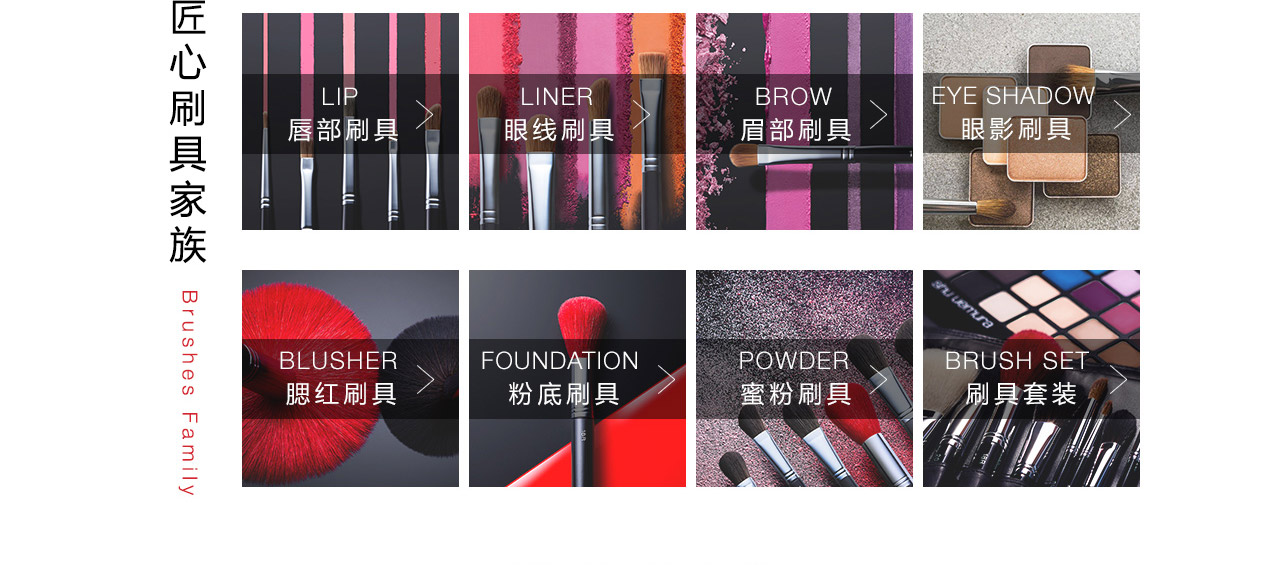 匠心刷具家族
Brushes Family
LIP
唇部刷具
LINER
眼线刷具
BROW
眉部刷具
EYE SHADOW
眼影刷具
BLUSHER
腮红刷具
FOUNDATION
粉底刷具
POWDER
蜜粉刷具
BRUSH SET
刷具套装